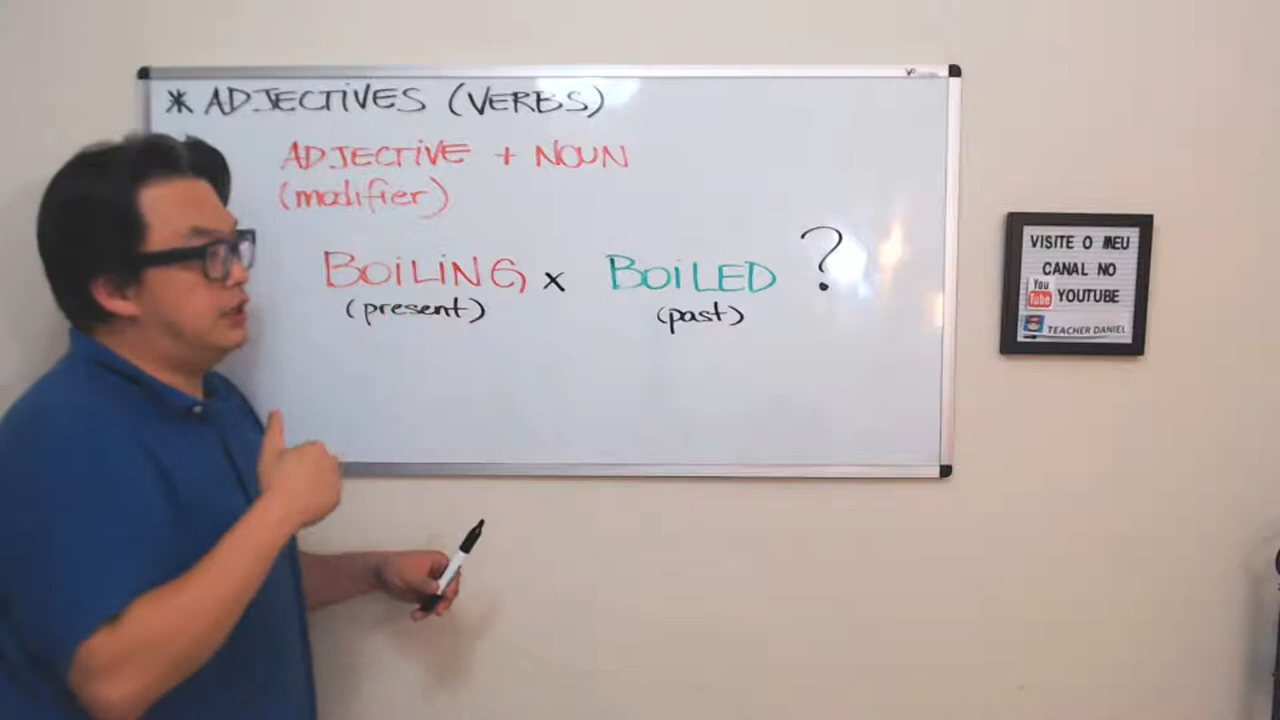 * ADJECTIVES (VERBS)
ADJECTIVE + NOUN
(modifier)
BOILING x BOILED ?
(present) (past)
VISITE O MEU
CANAL NO
You
Tube YOUTUBE
TEACHER DANIEL